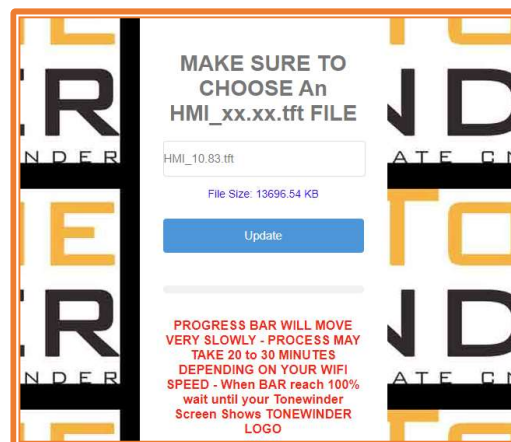 MAKE SURE TO
CHOOSE An
HMI_xx.xx.tft FILE
HMI_10.83.tft
File Size: 13696.54 KB
Update
PROGRESS BAR WILL MOVE
VERY SLOWLY - PROCESS MAY
TAKE 20 to 30 MINUTES
DEPENDING ON YOUR WIFI
SPEED - When BAR reach 100%
wait until your Tonewinder
Screen Shows TONEWINDER
LOGO